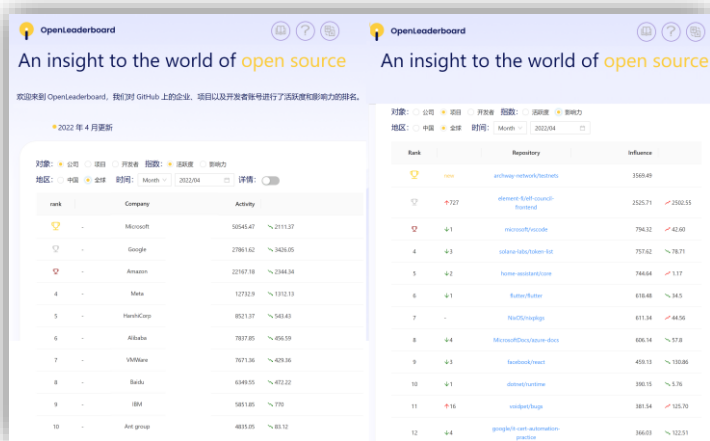 OpenLeaderboard
An insight to the world of open source
欢迎来到 OpenLeaderboard，我们对 GitHub 上的企业、项目以及开发者账号进行了活跃度和影响力的排名。
2022 年 4 月更新
对象： 公司 项目 开发者 指数： 活跃度 影响力
地区： 中国 全球 时间： Month 2022/04 详情：
rank Company Activity
- Microsoft 50545.47 2111.37
- Google 27861.62 3426.05
- Amazon 22167.18 2344.34
4 - Meta 12732.9 1312.13
5 - HarshiCorp 8521.37 543.43
6 - Alibaba 7837.85 456.59
7 - VMWare 7671.36 429.36
8 - Baidu 6349.55 472.22
9 - IBM 5851.85 770
10 - Ant group 4835.05 83.12
OpenLeaderboard
An insight to the world of open source
对象： 公司 项目 开发者 指数： 活跃度 影响力
地区： 中国 全球 时间： Month 2022/04
Rank Repository Influence
new archway-network/testnets 3569.49
↑727 element-fi/elf-council-frontend 2525.71 2502.55
↓1 microsoft/vscode 794.32 42.60
4 ↓3 solana-labs/token-list 757.62 78.71
5 ↓2 home-assistant/core 744.64 1.17
6 ↓1 flutter/flutter 618.48 34.5
7 - NixOS/nixpkgs 611.34 44.56
8 ↓4 MicrosoftDocs/azure-docs 606.14 57.8
9 ↓3 facebook/react 459.13 130.86
10 ↓1 dotnet/runtime 390.15 5.76
11 ↑16 voidpet/bugs 381.54 125.70
12 ↓4 google/it-cert-automation-practice 366.03 122.51